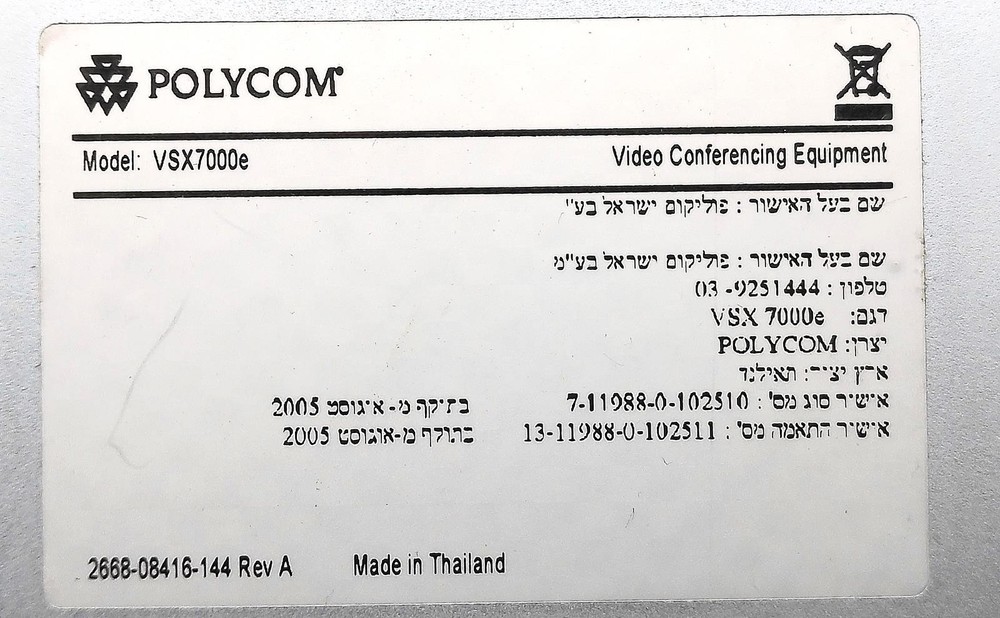 POLYCOM
Model: VSX7000e Video Conferencing Equipment
שם בעל האישור : פוליקום ישראל בע"
שם בעל האישור : פוליקום ישראל בע"מ
טלפון : 03 -9251444
דגם: VSX 7000e
יצרן: POLYCOM
ארץ יצור: תאילנד
אישור סוג מס' : 7-11988-0-102510 בתוקף מ- אוגוסט 2005
אישור התאמה מס' : 13-11988-0-102511 בתוקף מ-אוגוסט 2005
2668-08416-144 Rev A Made in Thailand